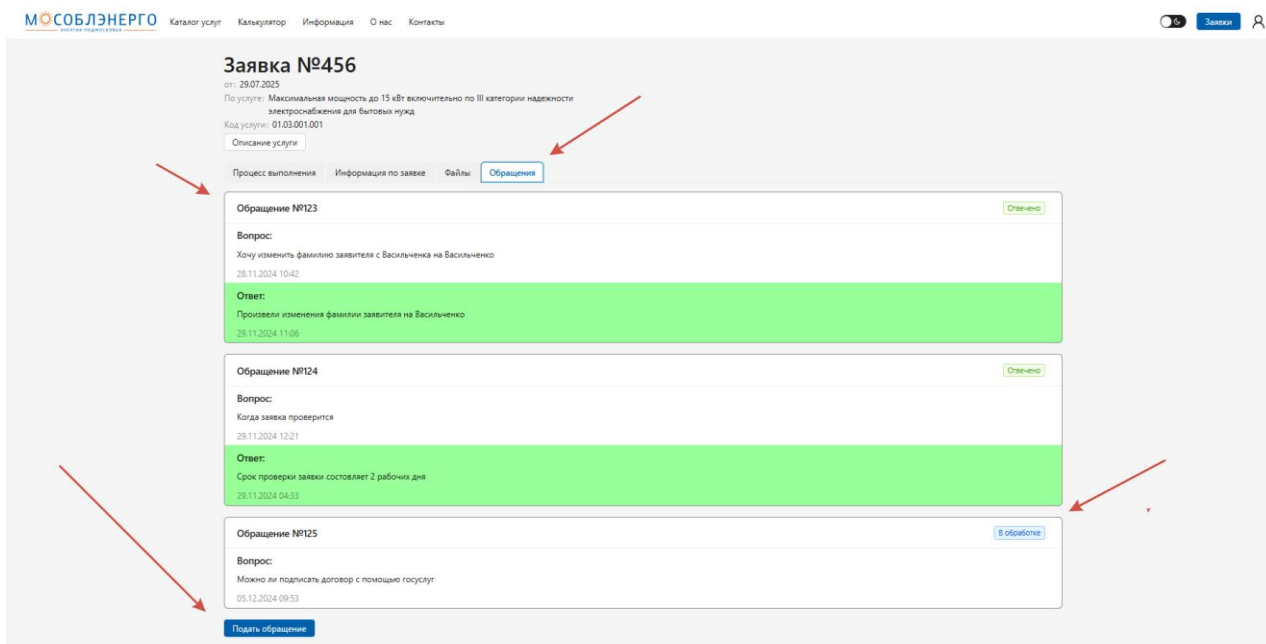 МОСОБЛЭНЕРГО
ЭНЕРГИЯ ПОДМОСКОВЬЯ
Каталог услуг Калькулятор Информация О нас Контакты
Заявки
Заявка №456
от: 29.07.2025
По услуге: Максимальная мощность до 15 кВт включительно по III категории надежности
электроснабжения для бытовых нужд
Код услуги: 01.03.001.001
Описание услуги
Процесс выполнения Информация по заявке Файлы Обращения
Обращение №123 Отвечено
Вопрос:
Хочу изменить фамилию заявителя с Васильченка на Васильченко
28.11.2024 10:42
Ответ:
Произвели изменения фамилии заявителя на Васильченко
29.11.2024 11:06
Обращение №124 Отвечено
Вопрос:
Когда заявка проверится
29.11.2024 12:21
Ответ:
Срок проверки заявки состовляет 2 рабочих дня
29.11.2024 04:33
Обращение №125 В обработке
Вопрос:
Можно ли подписать договор с помощью госуслуг
05.12.2024 09:53
Подать обращение